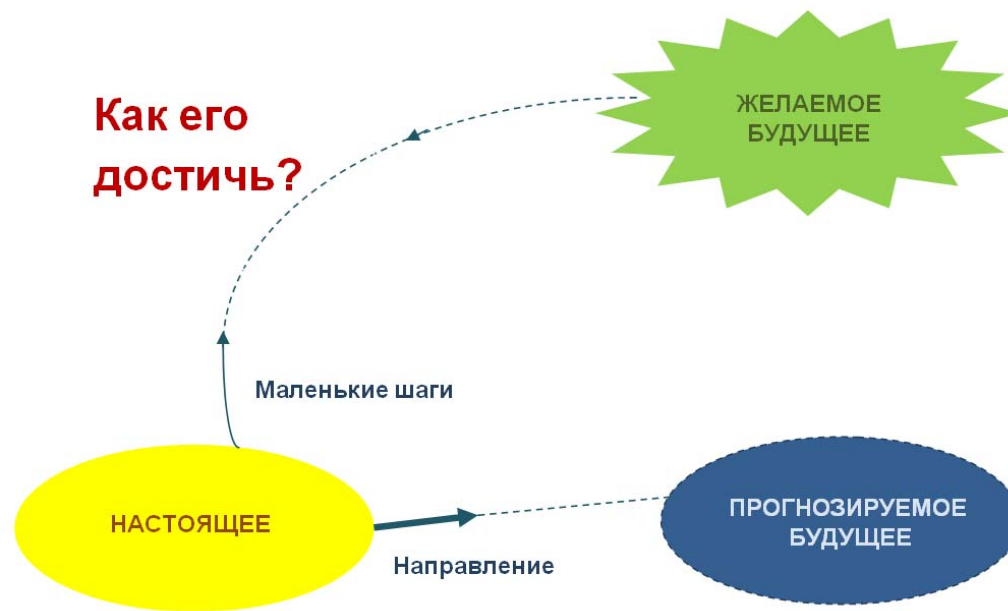 Как его
достичь?
ЖЕЛАЕМОЕ
БУДУЩЕЕ
Маленькие шаги
НАСТОЯЩЕЕ
Направление
ПРОГНОЗИРУЕМОЕ
БУДУЩЕЕ